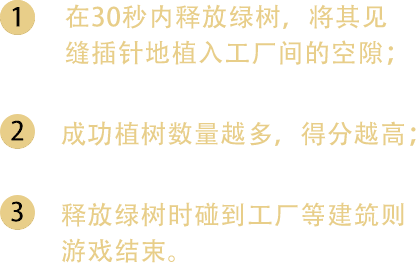 1 在30秒内释放绿树，将其见
缝插针地植入工厂间的空隙；
2 成功植树数量越多，得分越高；
3 释放绿树时碰到工厂等建筑则
游戏结束。